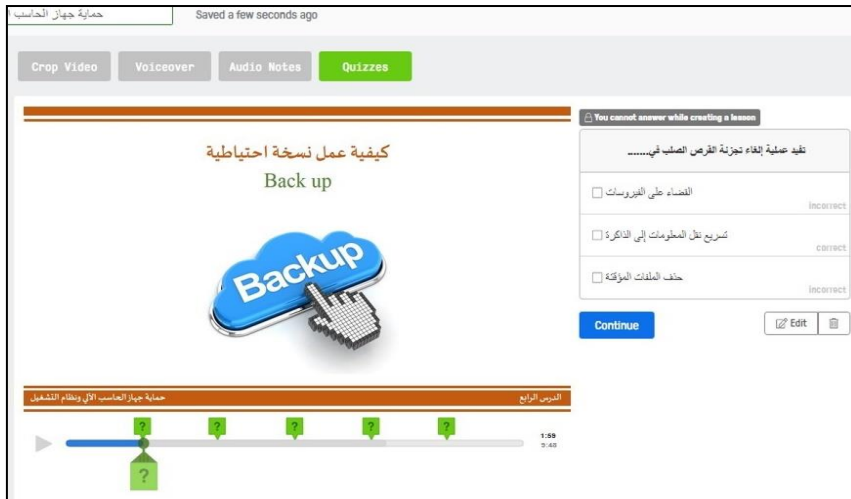 حماية جهاز الحاسب ا
Saved a few seconds ago
Crop Video
Voiceover
Audio Notes
Quizzes
كيفية عمل نسخة احتياطية
Back up
Backup
الدرس الرابع
حماية جهاز الحاسب الآلي ونظام التشغيل
?
?
?
?
?
?
1:59
9:48
You cannot answer while creating a lesson
تفيد عملية إلغاء تجزئة القرص الصلب في.......
القضاء على الفيروسات
incorrect
تسريع نقل المعلومات إلى الذاكرة
correct
حذف الملفات المؤقتة
incorrect
Continue
Edit